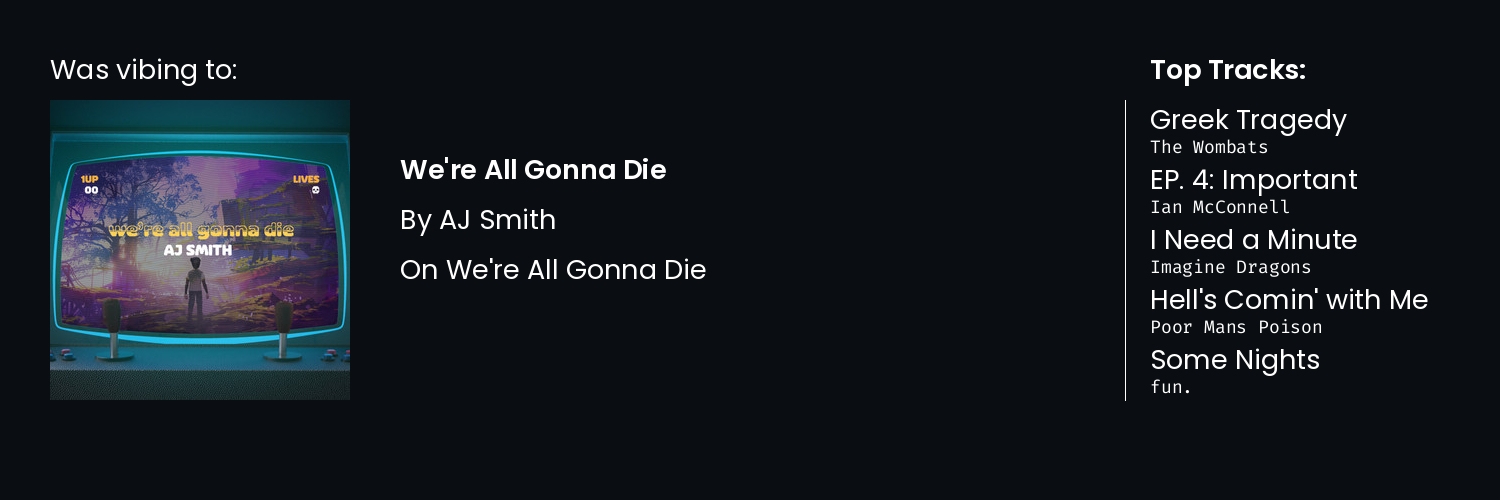 Was vibing to:
1UP
00
LIVES
we're all gonna die
AJ SMITH
We're All Gonna Die
By AJ Smith
On We're All Gonna Die
Top Tracks:
Greek Tragedy
The Wombats
EP. 4: Important
Ian McConnell
I Need a Minute
Imagine Dragons
Hell's Comin' with Me
Poor Mans Poison
Some Nights
fun.